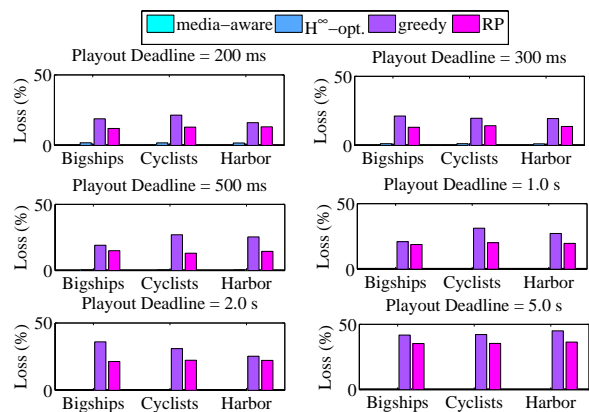 media-aware H∞-opt. greedy RP
Playout Deadline = 200 ms
50
0
Loss (%)
Bigships Cyclists Harbor
Playout Deadline = 300 ms
50
0
Loss (%)
Bigships Cyclists Harbor
Playout Deadline = 500 ms
50
0
Loss (%)
Bigships Cyclists Harbor
Playout Deadline = 1.0 s
50
0
Loss (%)
Bigships Cyclists Harbor
Playout Deadline = 2.0 s
50
0
Loss (%)
Bigships Cyclists Harbor
Playout Deadline = 5.0 s
50
0
Loss (%)
Bigships Cyclists Harbor